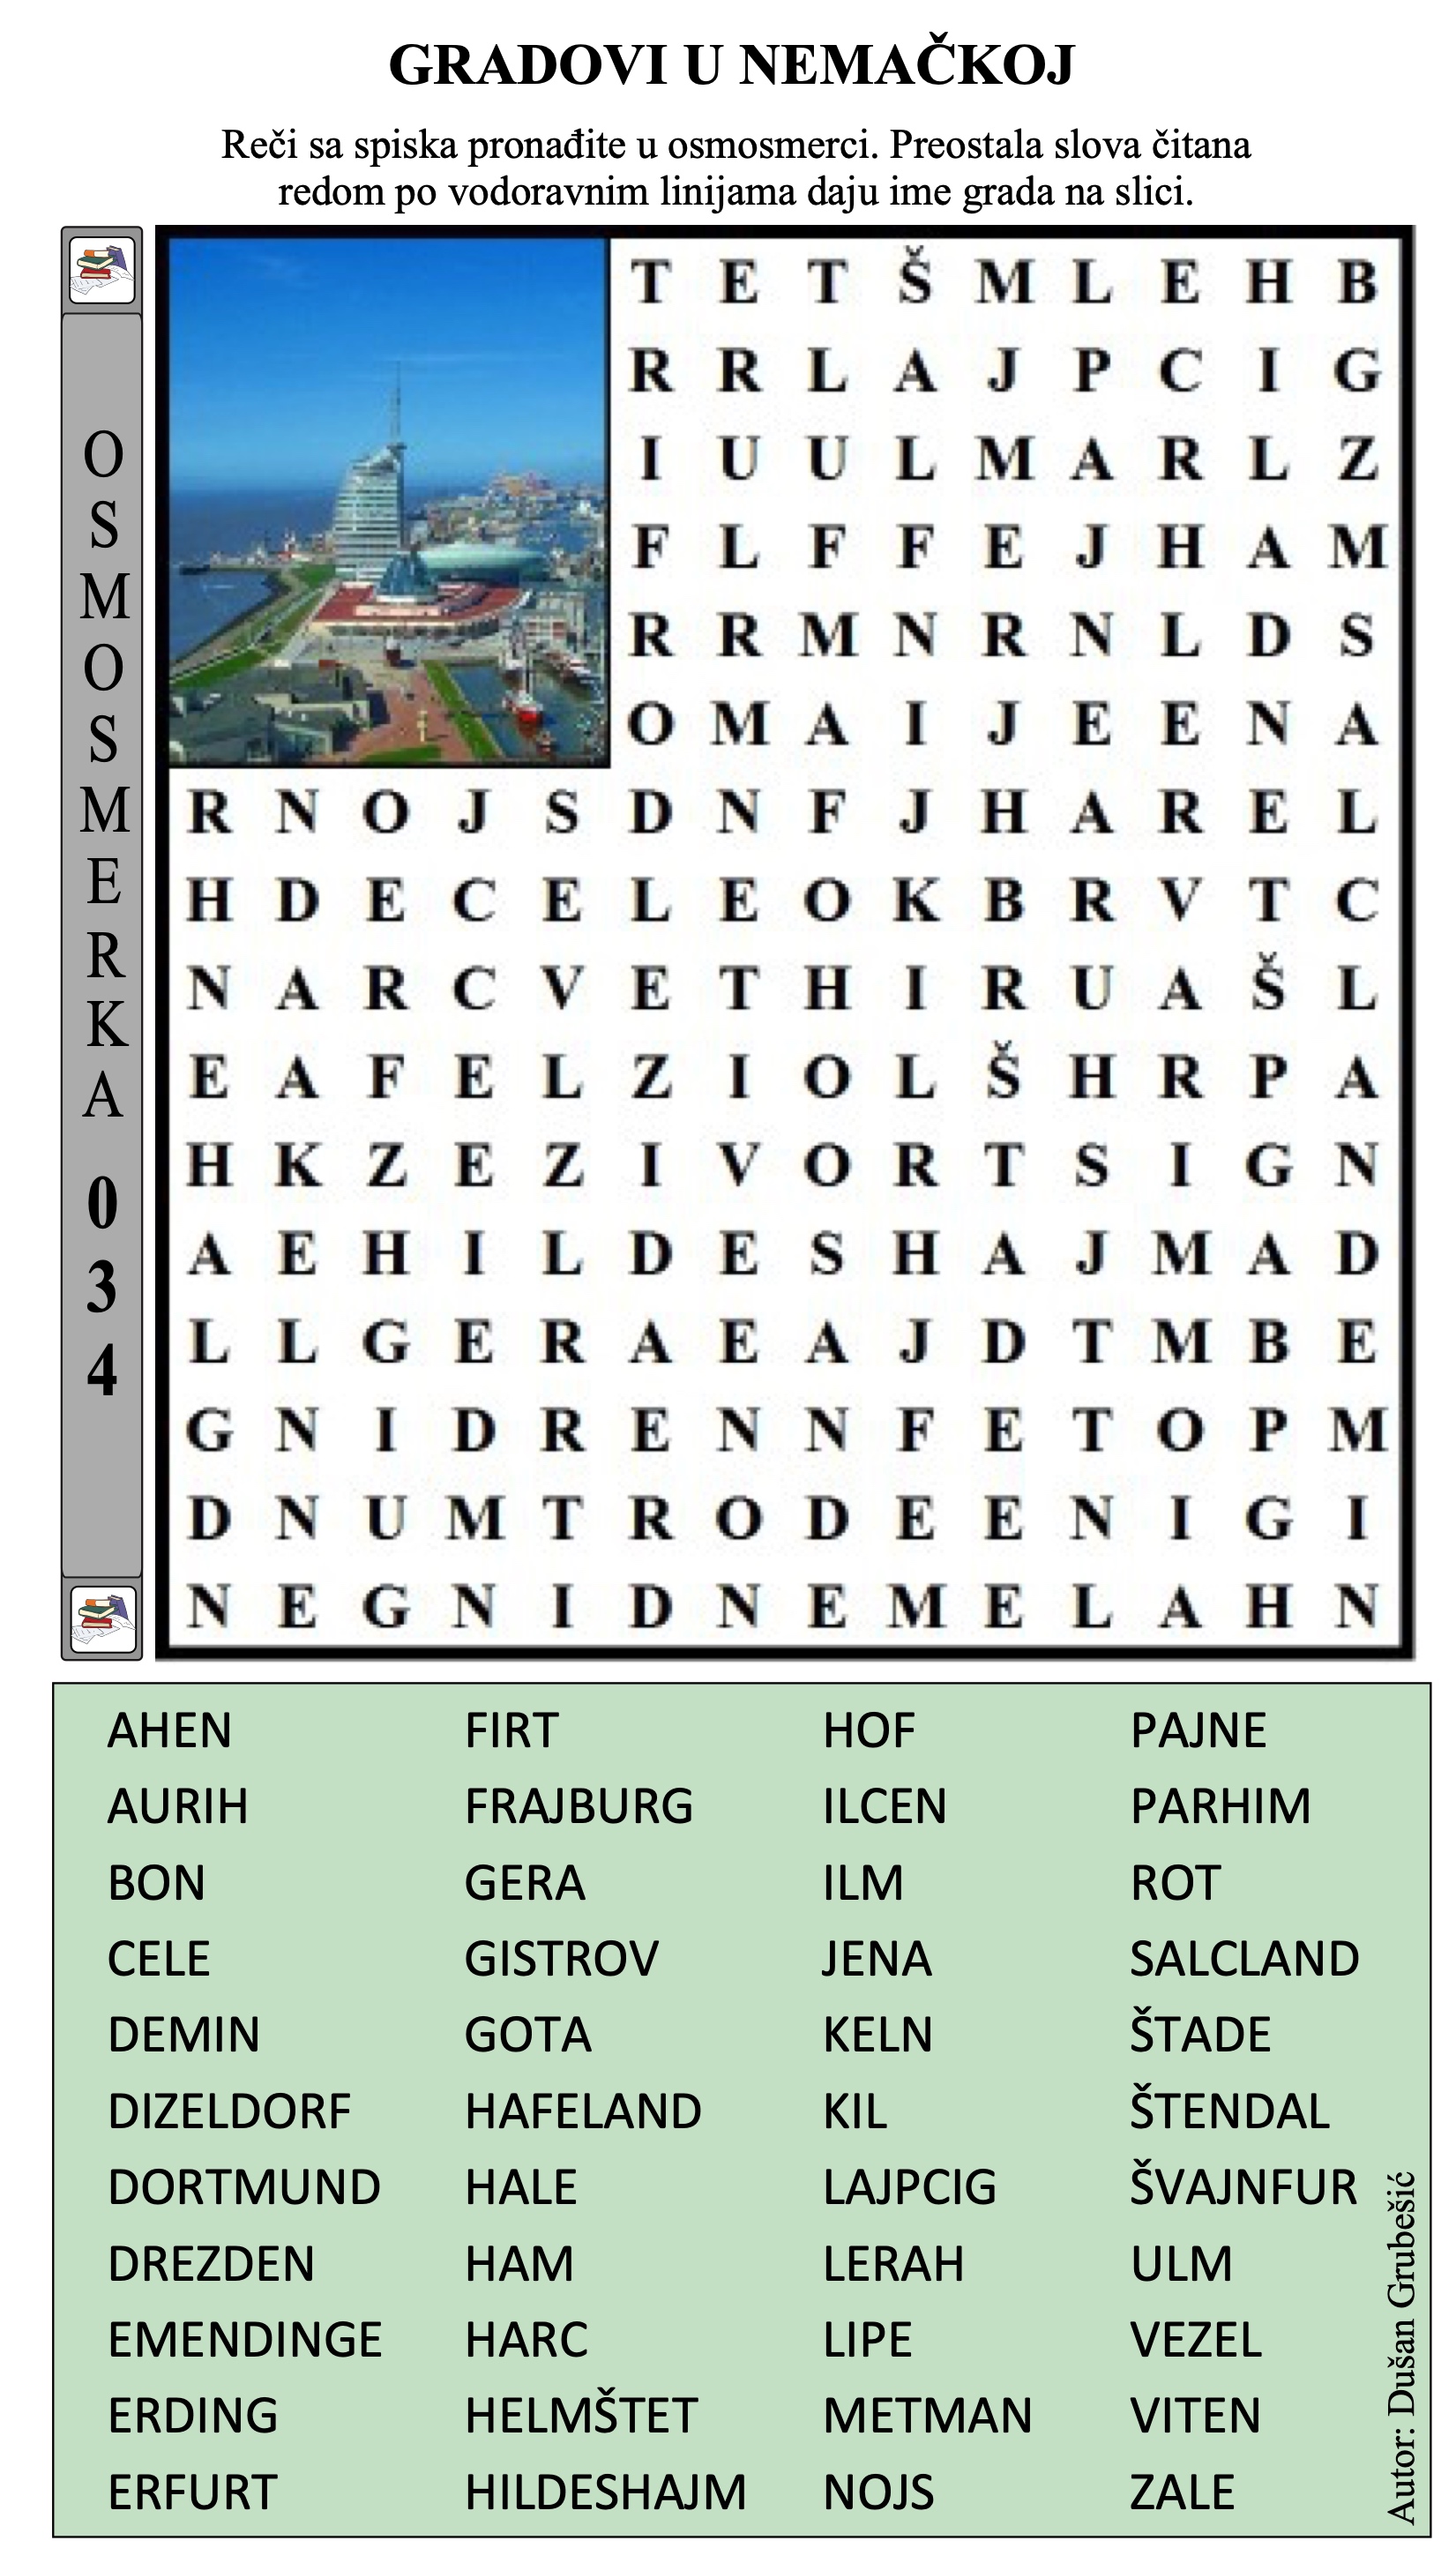 GRADOVI U NEMAČKOJ
Reči sa spiska pronađite u osmosmerci. Preostala slova čitana
redom po vodoravnim linijama daju ime grada na slici.
OSMOSMERKA 034
T E T Š M L E H B
R R L A J P C I G
I U U L M A R L Z
F L F F E J H A M
R R M N R N L D S
O M A I J E E N A
R N O J S D N F J H A R E L
H D E C E L E O K B R V T C
N A R C V E T H I R U A Š L
E A F E L Z I O L Š H R P A
H K Z E Z I V O R T S I G N
A E H I L D E S H A J M A D
L L G E R A E A J D T M B E
G N I D R E N N F E T O P M
D N U M T R O D E E N I G I
N E G N I D N E M E L A H N
AHEN FIRT HOF PAJNE
AURIH FRAJBURG ILCEN PARHIM
BON GERA ILM ROT
CELE GISTROV JENA SALCLAND
DEMIN GOTA KELN ŠTADE
DIZELDORF HAFELAND KIL ŠTENDAL
DORTMUND HALE LAJPCIG ŠVAJNFUR
DREZDEN HAM LERAH ULM
EMENDINGE HARC LIPE VEZEL
ERDING HELMŠTET METMAN VITEN
ERFURT HILDESHAJM NOJS ZALE
Autor: Dušan Grubešić